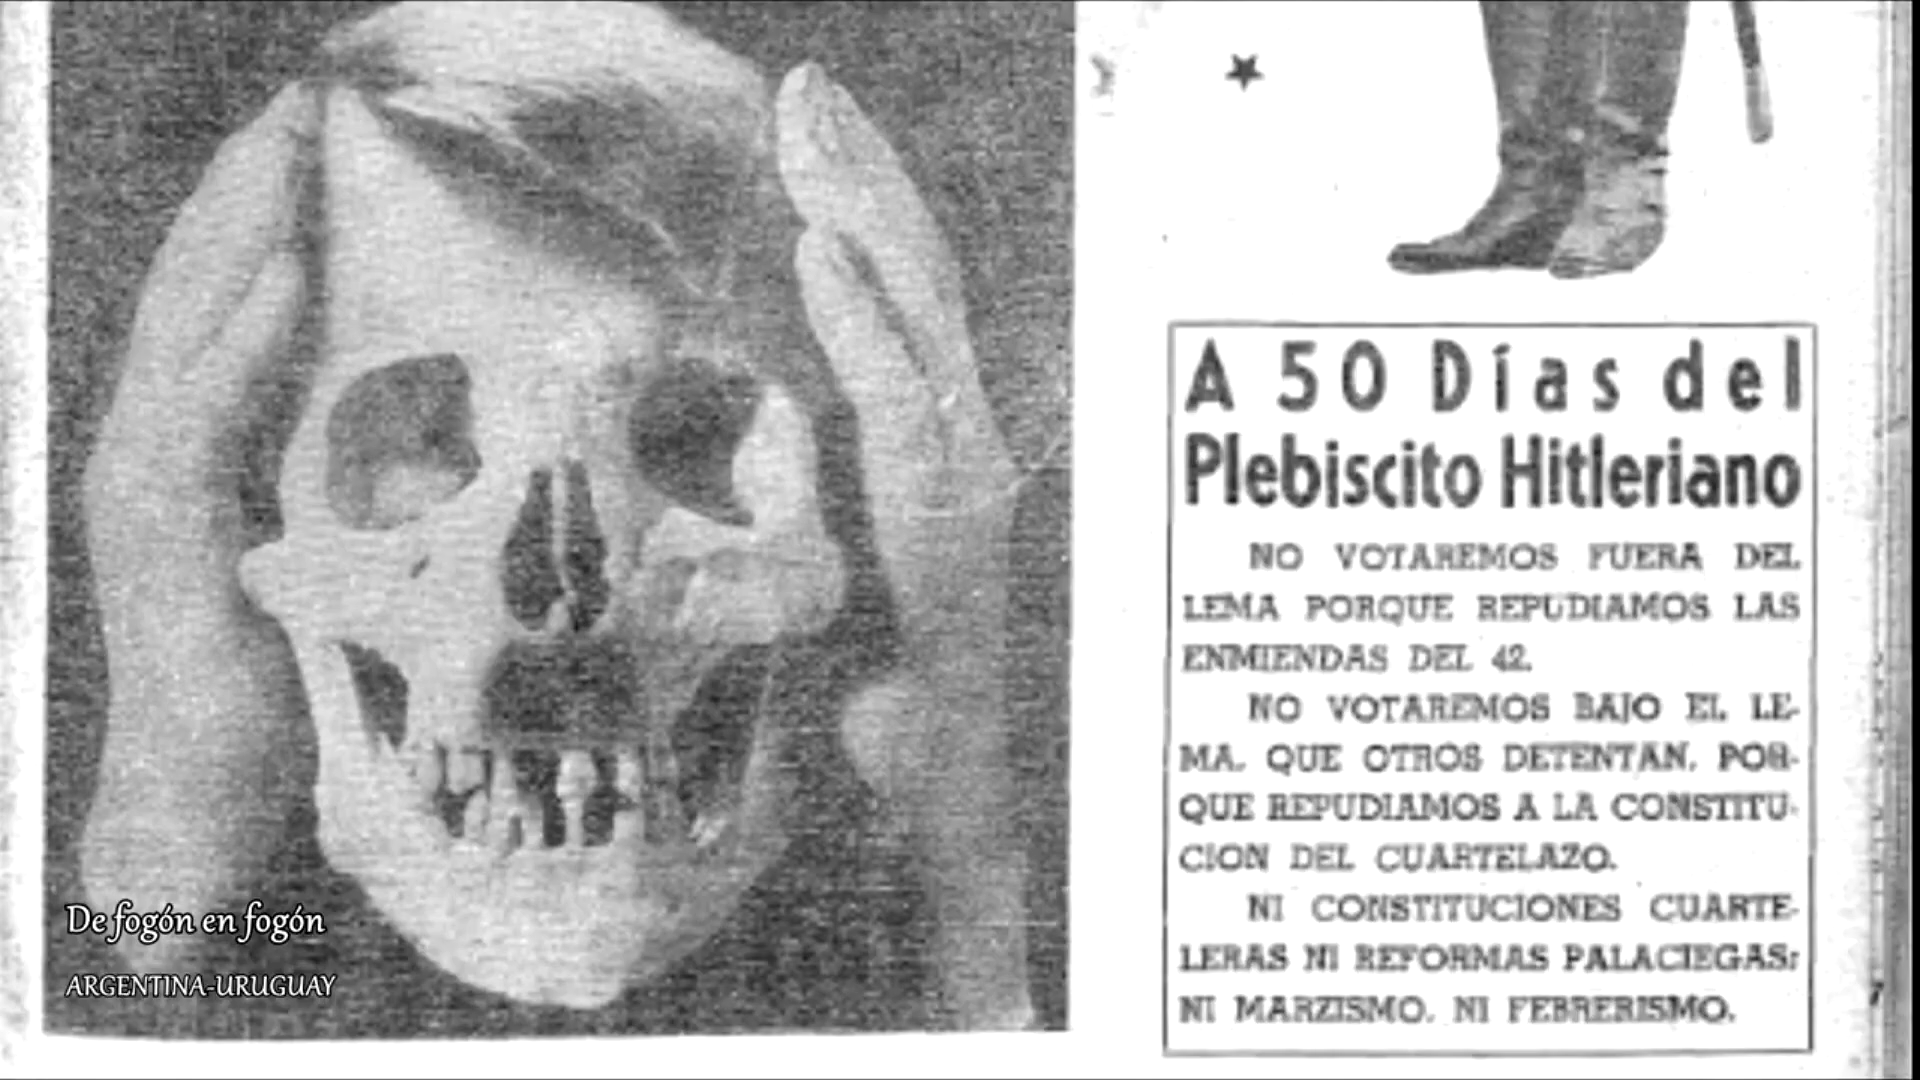 A 50 Días del
Plebiscito Hitleriano
NO VOTAREMOS FUERA DEL
LEMA PORQUE REPUDIAMOS LAS
ENMIENDAS DEL 42.
NO VOTAREMOS BAJO EL LE-
MA, QUE OTROS DETENTAN, POR-
QUE REPUDIAMOS A LA CONSTITU-
CION DEL CUARTELAZO.
NI CONSTITUCIONES CUARTE-
LERAS NI REFORMAS PALACIEGAS:
NI MARZISMO, NI FEBRERISMO.
De fogón en fogón
ARGENTINA-URUGUAY